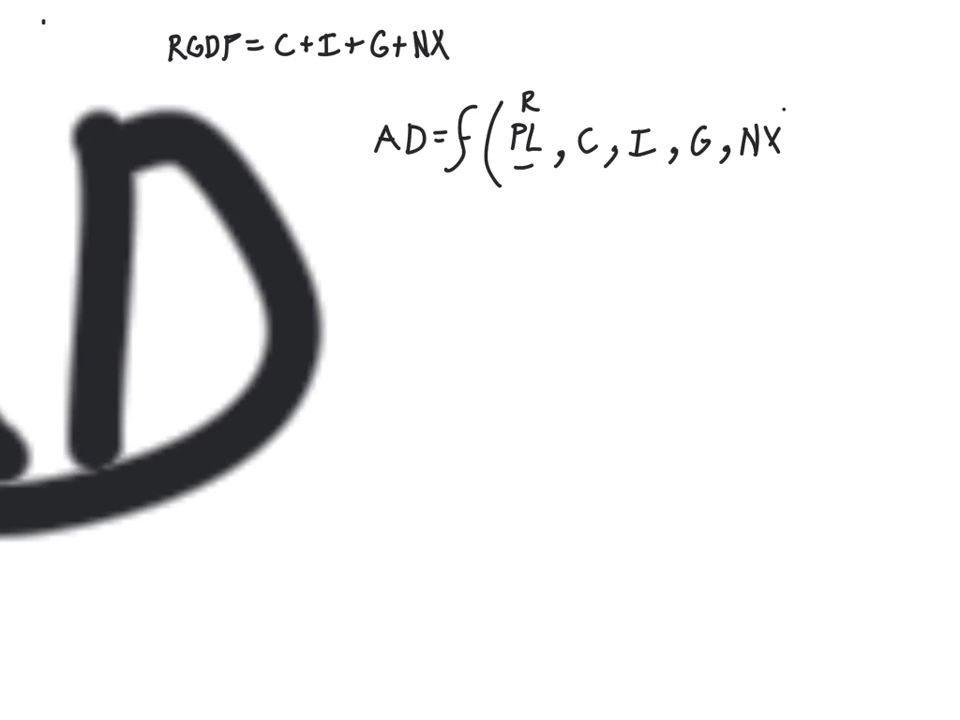 RGDP = C+I+G+NX
R
AD = f(PL, C, I, G, NX
D